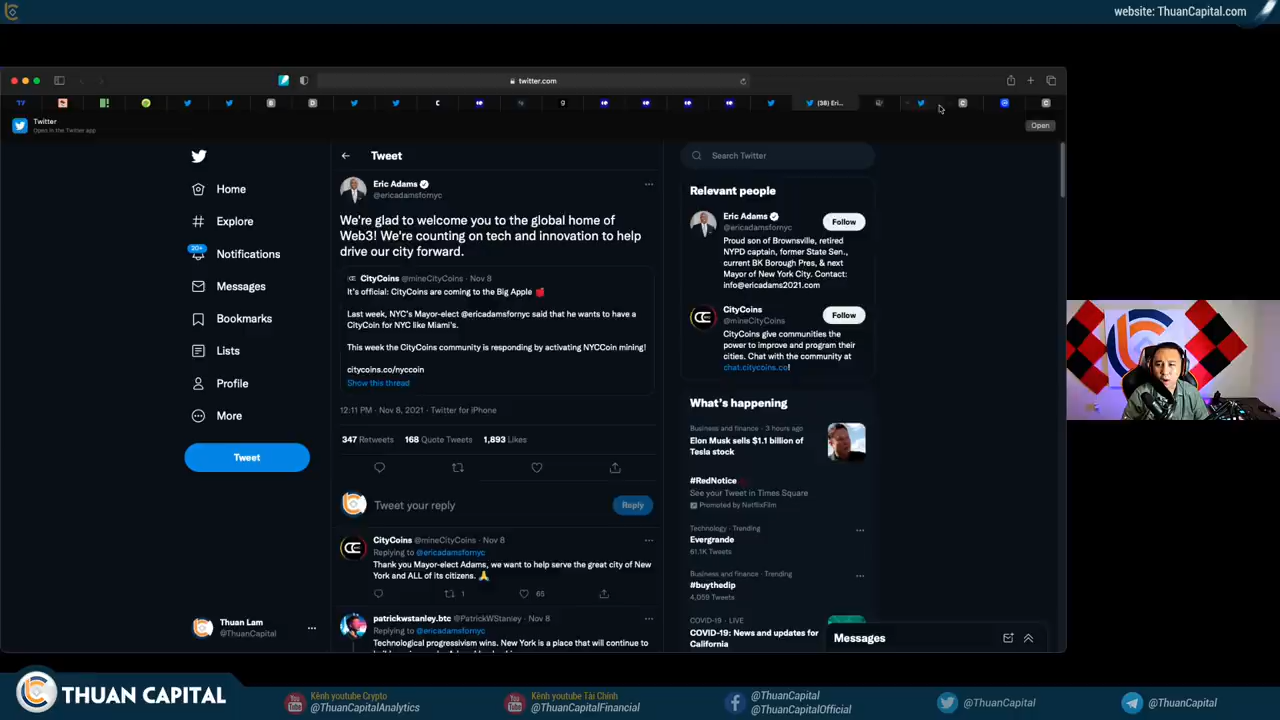 website: ThuanCapital.com
twitter.com
(38) Eri...
Twitter
Open in the Twitter app
Open
Home
Explore
20+
Notifications
Messages
Bookmarks
Lists
Profile
More
Tweet
Thuan Lam
@ThuanCapital
Tweet
Eric Adams
@ericadamsfornyc
We're glad to welcome you to the global home of
Web3! We're counting on tech and innovation to help
drive our city forward.
CityCoins @mineCityCoins · Nov 8
It's official: CityCoins are coming to the Big Apple
Last week, NYC's Mayor-elect @ericadamsfornyc said that he wants to have a
CityCoin for NYC like Miami's.
This week the CityCoins community is responding by activating NYCCoin mining!
citycoins.co/nyccoin
Show this thread
12:11 PM · Nov 8, 2021 · Twitter for iPhone
347 Retweets 168 Quote Tweets 1,893 Likes
Tweet your reply
Reply
CityCoins @mineCityCoins · Nov 8
Replying to @ericadamsfornyc
Thank you Mayor-elect Adams, we want to help serve the great city of New
York and ALL of its citizens.
1 65
patrickwstanley.btc @PatrickWStanley · Nov 8
Replying to @ericadamsfornyc
Technological progressivism wins. New York is a place that will continue to
Search Twitter
Relevant people
Eric Adams
@ericadamsfornyc
Follow
Proud son of Brownsville, retired
NYPD captain, former State Sen.,
current BK Borough Pres, & next
Mayor of New York City. Contact:
info@ericadams2021.com
CityCoins
@mineCityCoins
Follow
CityCoins give communities the
power to improve and program their
cities. Chat with the community at
chat.citycoins.co!
What's happening
Business and finance · 3 hours ago
Elon Musk sells $1.1 billion of
Tesla stock
#RedNotice
See your Tweet in Times Square
Promoted by NetflixFilm
Technology · Trending
Evergrande
61.1K Tweets
Business and finance · Trending
#buythedip
4,059 Tweets
COVID-19 · LIVE
COVID-19: News and updates for
California
Messages
THUAN CAPITAL
Kênh youtube Crypto
@ThuanCapitalAnalytics
Kênh youtube Tài Chính
@ThuanCapitalFinancial
@ThuanCapital
@ThuanCapitalOfficial
@ThuanCapital
@ThuanCapital